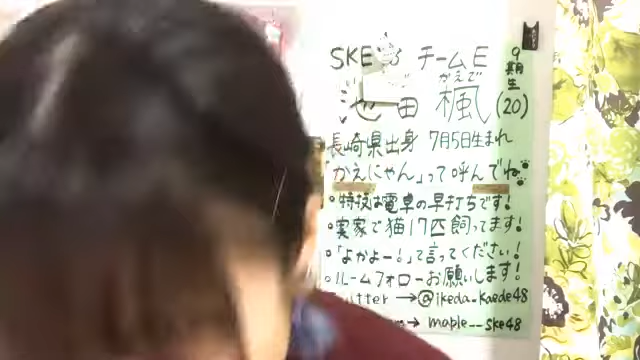 SKE48 チームE 9期生
かえで
池田 楓(20)
長崎県出身 7月5日生まれ
「かえにゃん」って呼んでね
•特技は電卓の早打ちです!
•実家で猫17匹飼ってます!
•「よかよー!」って言ってください!
•ルームフォローお願いします!
→@ikeda_kaede48
→ maple__ske48